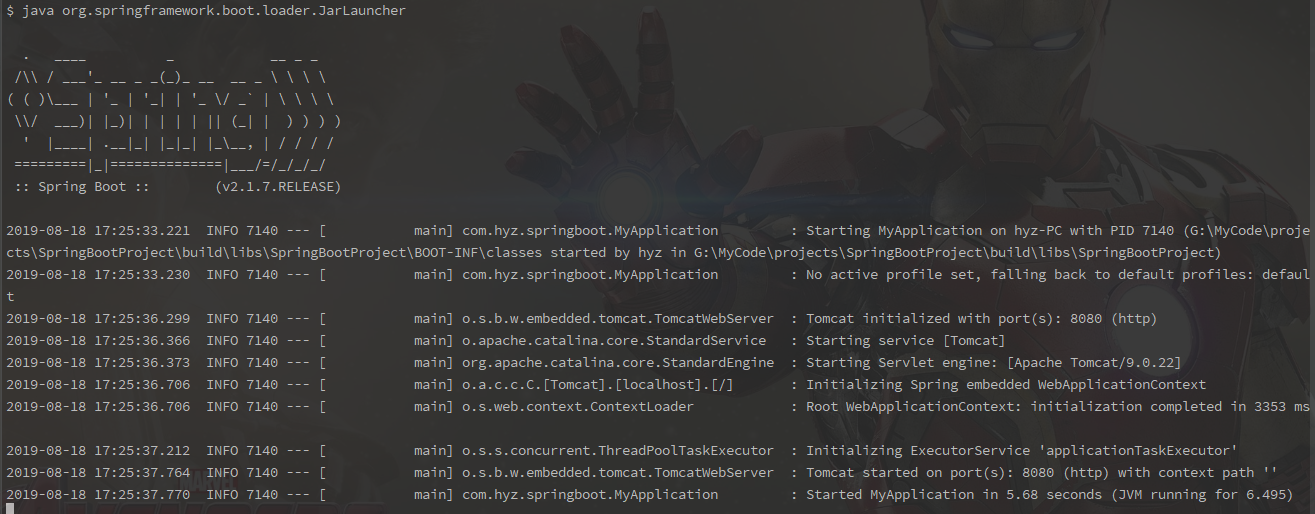 $ java org.springframework.boot.loader.JarLauncher
  .   ____          _            __ _ _
 /\\ / ___'_ __ _ _(_)_ __  __ _ \ \ \ \
( ( )\___ | '_ | '_| | '_ \/ _` | \ \ \ \
 \\/  ___)| |_)| | | | | || (_| |  ) ) ) )
  '  |____| .__|_| |_|_| |_\__, | / / / /
 =========|_|==============|___/=/_/_/_/
 :: Spring Boot ::        (v2.1.7.RELEASE)
2019-08-18 17:25:33.221  INFO 7140 --- [           main] com.hyz.springboot.MyApplication         : Starting MyApplication on hyz-PC with PID 7140 (G:\MyCode\proje
cts\SpringBootProject\build\libs\SpringBootProject\BOOT-INF\classes started by hyz in G:\MyCode\projects\SpringBootProject\build\libs\SpringBootProject)
2019-08-18 17:25:33.230  INFO 7140 --- [           main] com.hyz.springboot.MyApplication         : No active profile set, falling back to default profiles: defaul
t
2019-08-18 17:25:36.299  INFO 7140 --- [           main] o.s.b.w.embedded.tomcat.TomcatWebServer  : Tomcat initialized with port(s): 8080 (http)
2019-08-18 17:25:36.366  INFO 7140 --- [           main] o.apache.catalina.core.StandardService   : Starting service [Tomcat]
2019-08-18 17:25:36.373  INFO 7140 --- [           main] org.apache.catalina.core.StandardEngine  : Starting Servlet engine: [Apache Tomcat/9.0.22]
2019-08-18 17:25:36.706  INFO 7140 --- [           main] o.a.c.c.C.[Tomcat].[localhost].[/]       : Initializing Spring embedded WebApplicationContext
2019-08-18 17:25:36.706  INFO 7140 --- [           main] o.s.web.context.ContextLoader            : Root WebApplicationContext: initialization completed in 3353 ms
2019-08-18 17:25:37.212  INFO 7140 --- [           main] o.s.s.concurrent.ThreadPoolTaskExecutor  : Initializing ExecutorService 'applicationTaskExecutor'
2019-08-18 17:25:37.764  INFO 7140 --- [           main] o.s.b.w.embedded.tomcat.TomcatWebServer  : Tomcat started on port(s): 8080 (http) with context path ''
MARVEL
2019-08-18 17:25:37.770  INFO 7140 --- [           main] com.hyz.springboot.MyApplication         : Started MyApplication in 5.68 seconds (JVM running for 6.495)